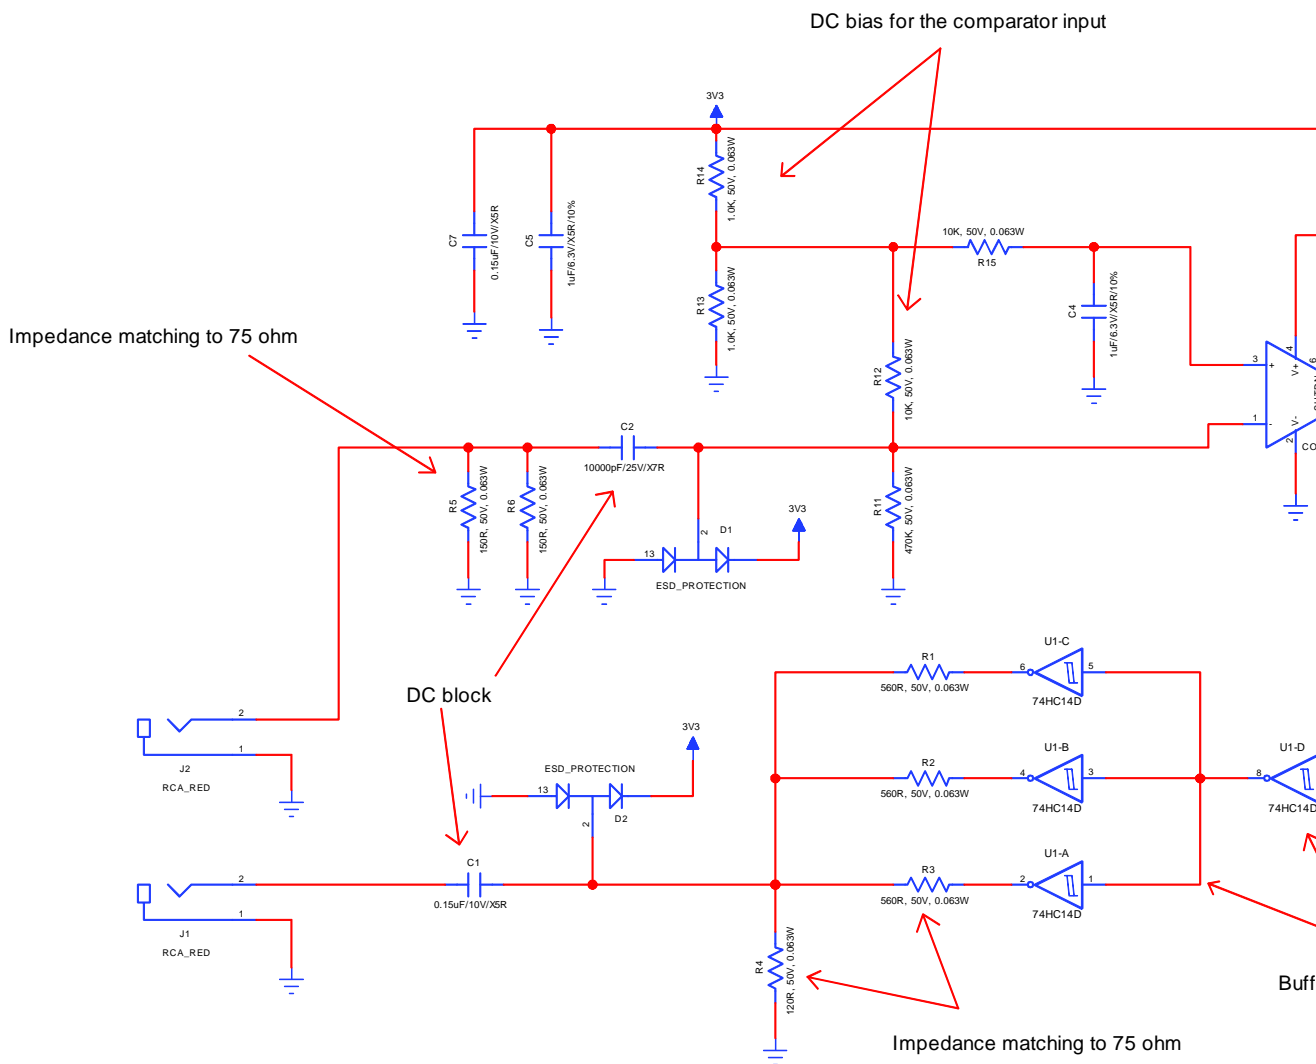 DC bias for the comparator input
3V3
R14
1.0K, 50V, 0.063W
C7
0.15uF/10V/X5R
C5
1uF/6.3V/X5R/10%
10K, 50V, 0.063W
R15
R13
1.0K, 50V, 0.063W
C4
1uF/6.3V/X5R/10%
Impedance matching to 75 ohm
R12
10K, 50V, 0.063W
3
+
V+
4
6
1
-
V-
2
CO
C2
10000pF/25V/X7R
R5
150R, 50V, 0.063W
R6
150R, 50V, 0.063W
R11
470K, 50V, 0.063W
3V3
2
D1
13
ESD_PROTECTION
DC block
2
1
J2
RCA_RED
R1
560R, 50V, 0.063W
U1-C
6
5
74HC14D
3V3
ESD_PROTECTION
13
D2
2
R2
560R, 50V, 0.063W
U1-B
4
3
74HC14D
U1-D
8
74HC14D
C1
0.15uF/10V/X5R
2
1
J1
RCA_RED
R3
560R, 50V, 0.063W
U1-A
2
1
74HC14D
R4
120R, 50V, 0.063W
Buff
Impedance matching to 75 ohm